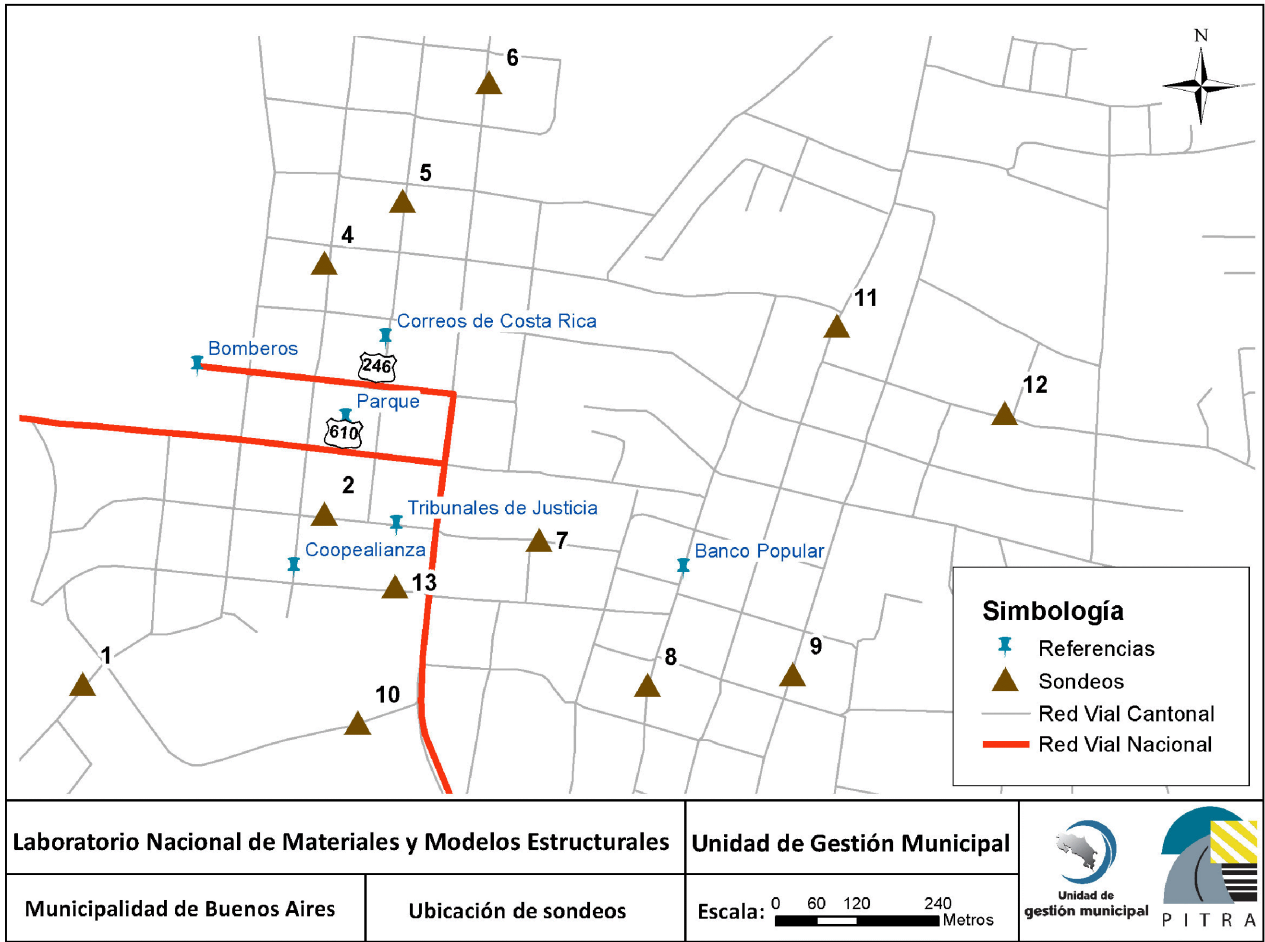 N
6
5
4
11
Correos de Costa Rica
Bomberos
246
12
Parque
610
2
Tribunales de Justicia
7
Coopealianza
Banco Popular
13
Simbología
Referencias
Sondeos
Red Vial Cantonal
Red Vial Nacional
1
8
9
10
Laboratorio Nacional de Materiales y Modelos Estructurales
Unidad de Gestión Municipal
Municipalidad de Buenos Aires
Ubicación de sondeos
Escala: 0 60 120 240
Metros
Unidad de
gestión municipal
PITRA